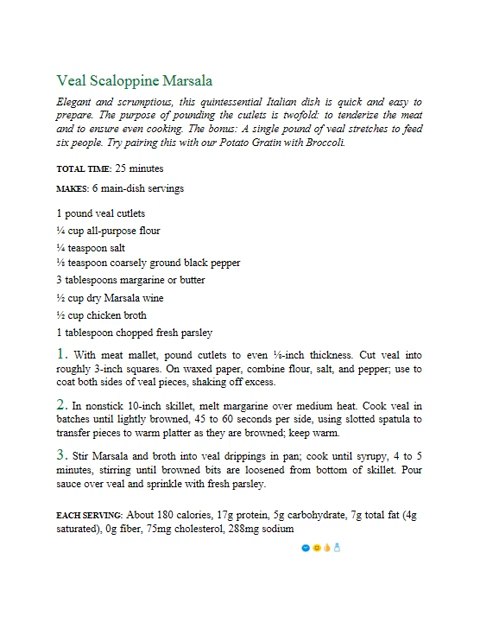 Veal Scaloppine Marsala
Elegant and scrumptious, this quintessential Italian dish is quick and easy to
prepare. The purpose of pounding the cutlets is twofold: to tenderize the meat
and to ensure even cooking. The bonus: A single pound of veal stretches to feed
six people. Try pairing this with our Potato Gratin with Broccoli.
TOTAL TIME: 25 minutes
MAKES: 6 main-dish servings
1 pound veal cutlets
¼ cup all-purpose flour
¼ teaspoon salt
⅛ teaspoon coarsely ground black pepper
3 tablespoons margarine or butter
½ cup dry Marsala wine
½ cup chicken broth
1 tablespoon chopped fresh parsley
1. With meat mallet, pound cutlets to even ⅛-inch thickness. Cut veal into
roughly 3-inch squares. On waxed paper, combine flour, salt, and pepper; use to
coat both sides of veal pieces, shaking off excess.
2. In nonstick 10-inch skillet, melt margarine over medium heat. Cook veal in
batches until lightly browned, 45 to 60 seconds per side, using slotted spatula to
transfer pieces to warm platter as they are browned; keep warm.
3. Stir Marsala and broth into veal drippings in pan; cook until syrupy, 4 to 5
minutes, stirring until browned bits are loosened from bottom of skillet. Pour
sauce over veal and sprinkle with fresh parsley.
EACH SERVING: About 180 calories, 17g protein, 5g carbohydrate, 7g total fat (4g
saturated), 0g fiber, 75mg cholesterol, 288mg sodium